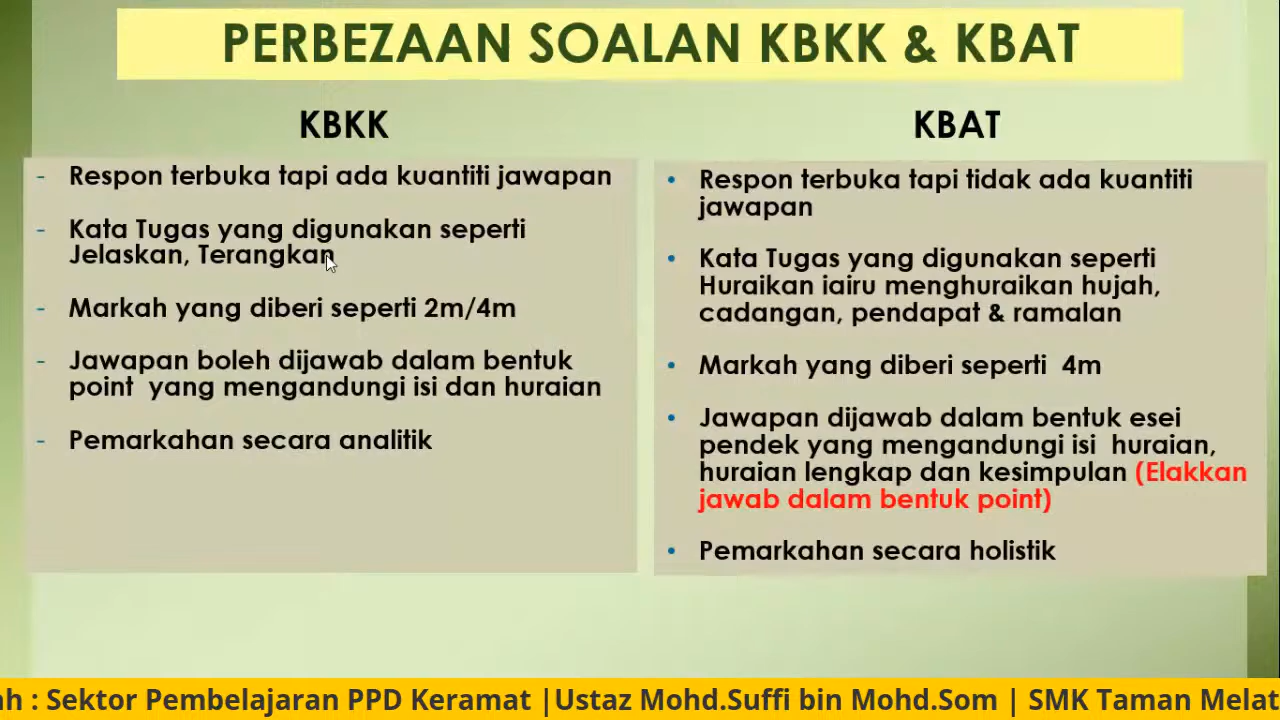 PERBEZAAN SOALAN KBKK & KBAT
KBKK
- Respon terbuka tapi ada kuantiti jawapan
- Kata Tugas yang digunakan seperti
Jelaskan, Terangkan
- Markah yang diberi seperti 2m/4m
- Jawapan boleh dijawab dalam bentuk
point yang mengandungi isi dan huraian
- Pemarkahan secara analitik
KBAT
• Respon terbuka tapi tidak ada kuantiti
jawapan
• Kata Tugas yang digunakan seperti
Huraikan iairu menghuraikan hujah,
cadangan, pendapat & ramalan
• Markah yang diberi seperti 4m
• Jawapan dijawab dalam bentuk esei
pendek yang mengandungi isi huraian,
huraian lengkap dan kesimpulan (Elakkan
jawab dalam bentuk point)
• Pemarkahan secara holistik
: Sektor Pembelajaran PPD Keramat |Ustaz Mohd.Suffi bin Mohd.Som | SMK Taman